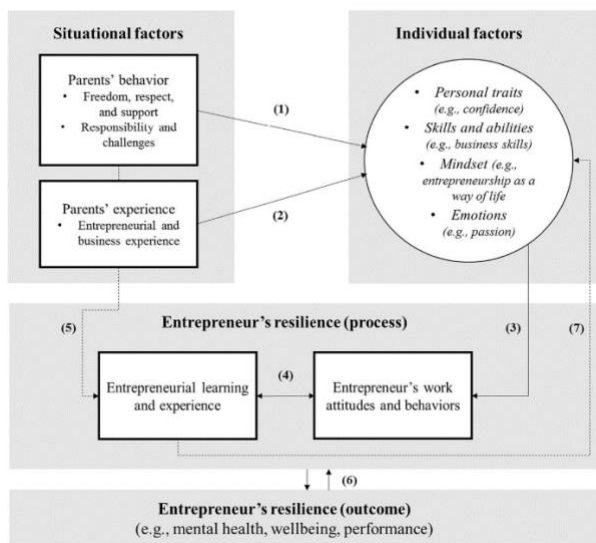 Situational factors
Parents' behavior
• Freedom, respect,
and support
• Responsibility and
challenges
Parents' experience
• Entrepreneurial and
business experience
(1)
(2)
Individual factors
• Personal traits
(e.g., confidence)
• Skills and abilities
(e.g., business skills)
• Mindset (e.g.,
entrepreneurship as a
way of life
• Emotions
(e.g., passion)
(5)
Entrepreneur's resilience (process)
(3)
(7)
Entrepreneurial learning
and experience
(4)
Entrepreneur's work
attitudes and behaviors
(6)
Entrepreneur's resilience (outcome)
(e.g., mental health, wellbeing, performance)